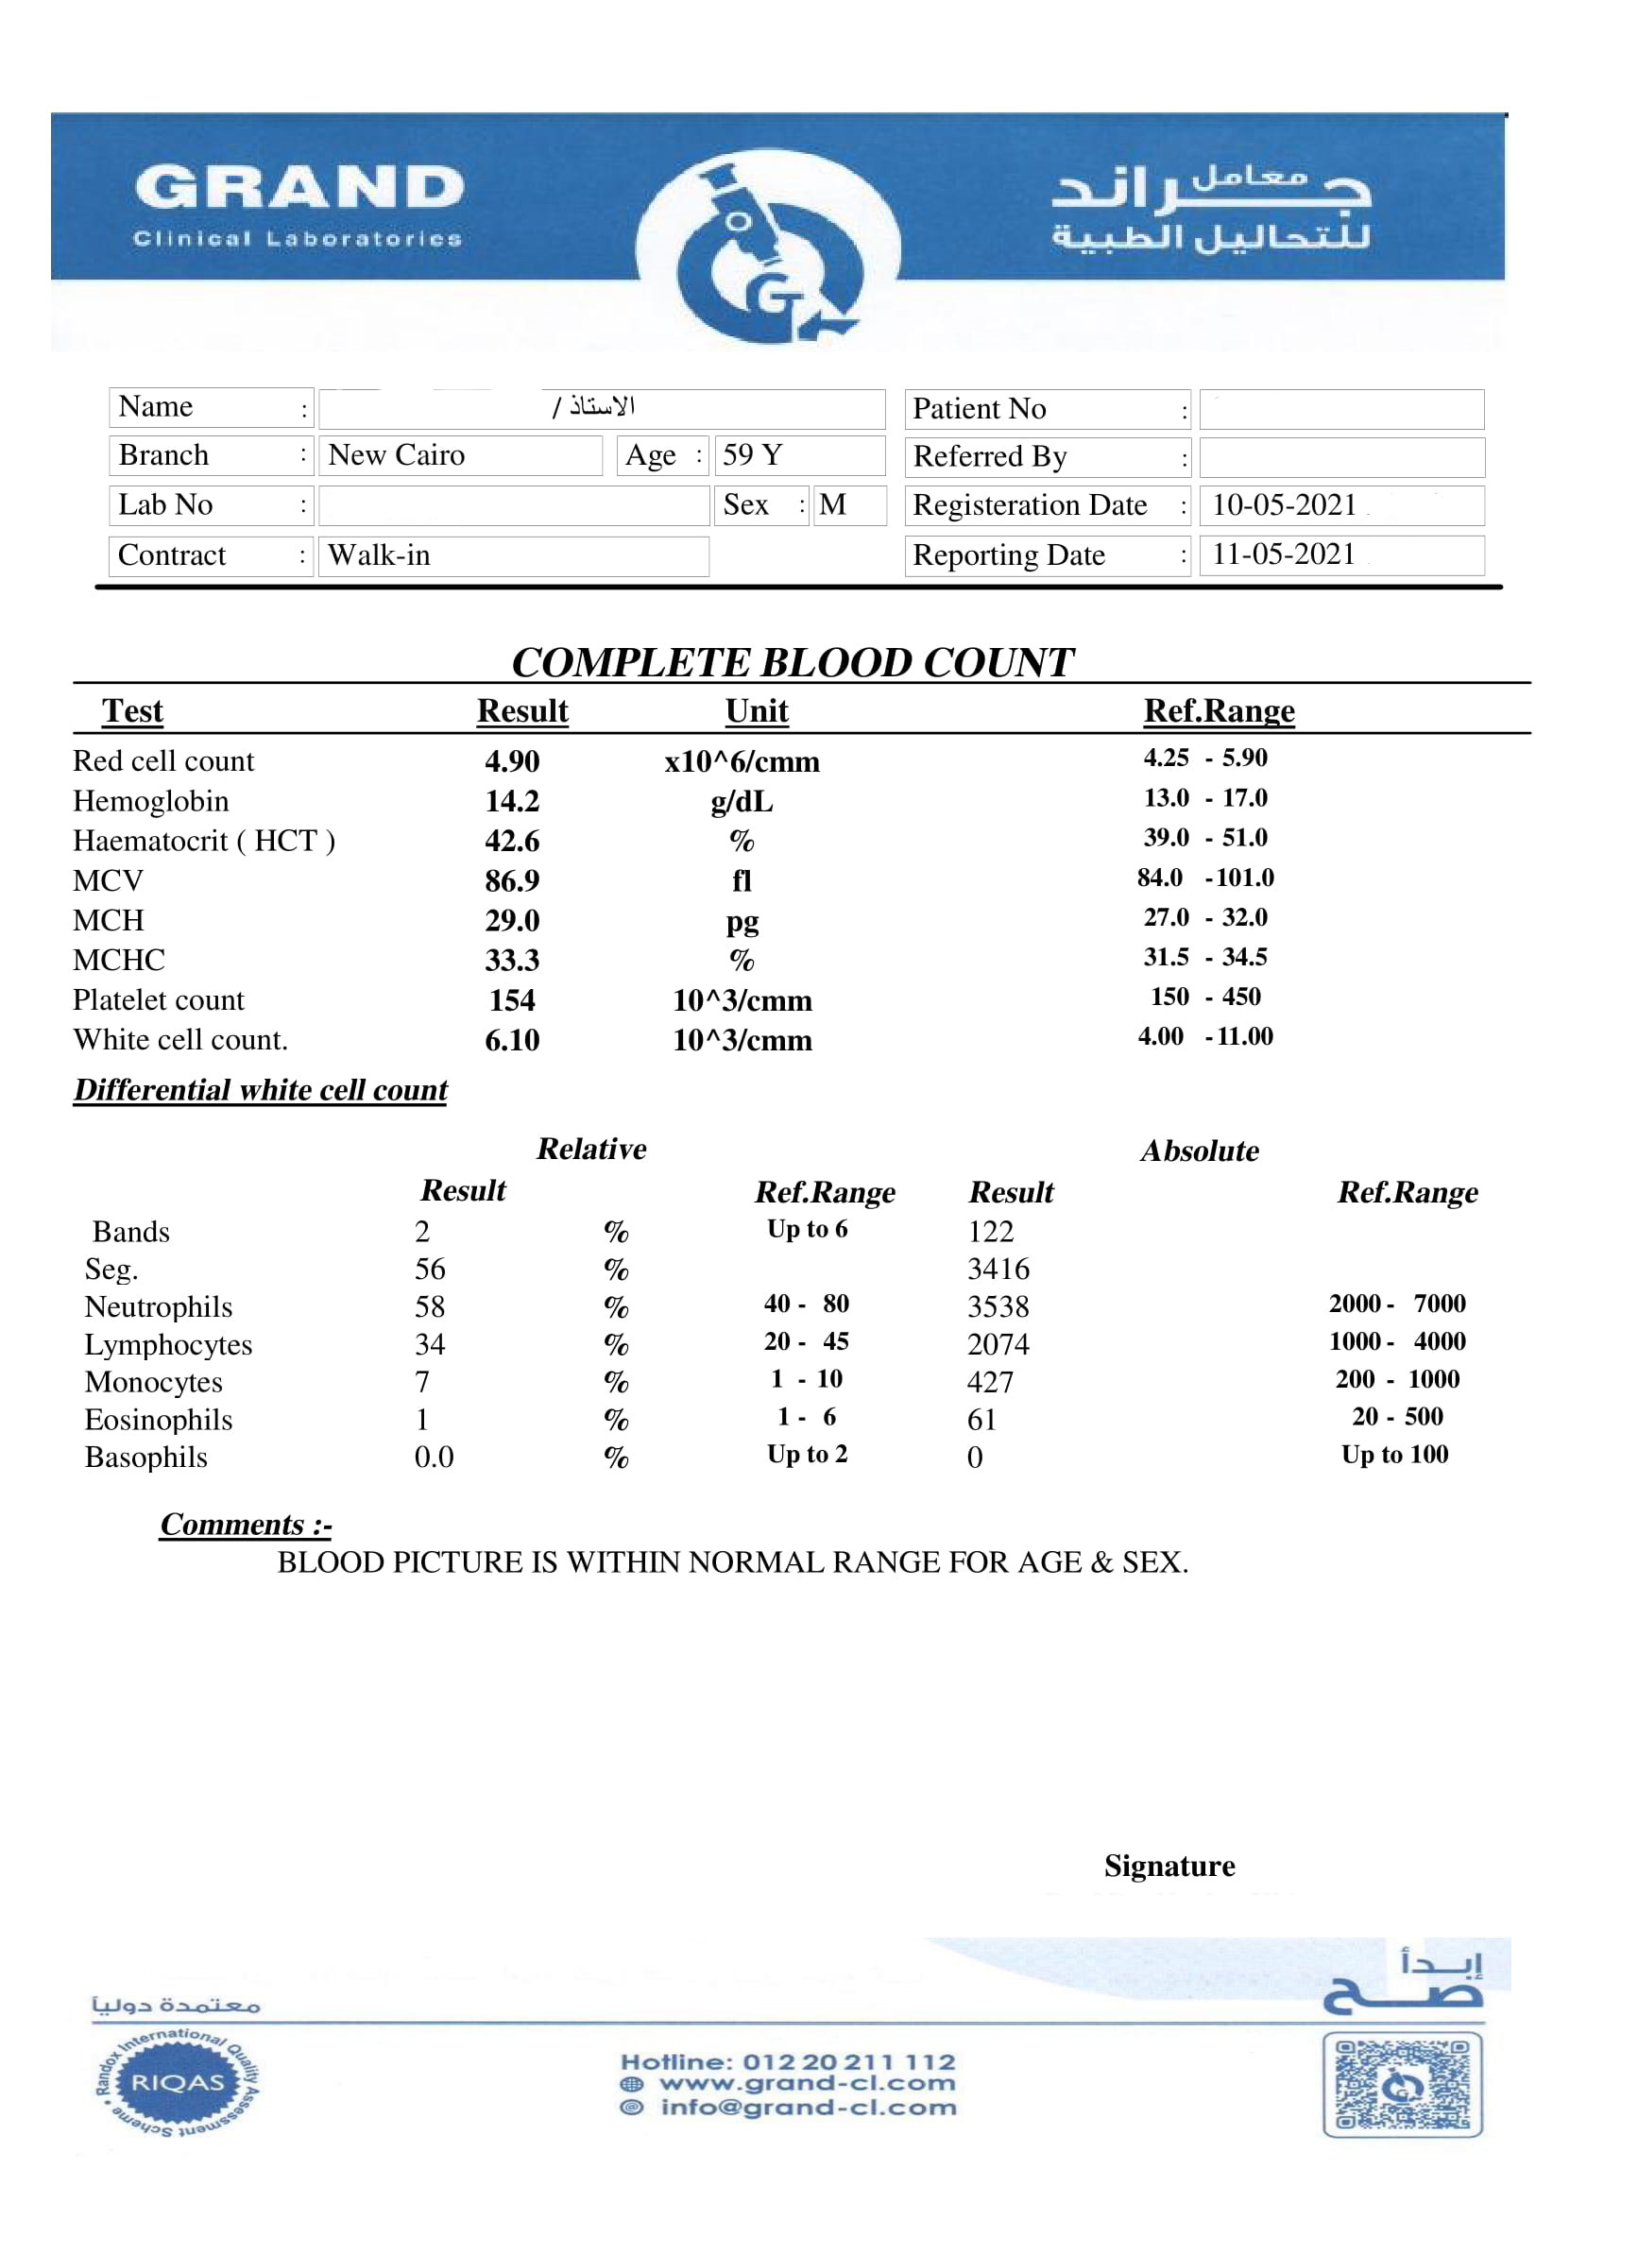 GRAND
Clinical Laboratories
معامل
جراند
للتحاليل الطبية
G
Name : الاستاذ /
Patient No :
Branch : New Cairo Age : 59 Y
Referred By :
Lab No : Sex : M
Registeration Date : 10-05-2021
Contract : Walk-in
Reporting Date : 11-05-2021
COMPLETE BLOOD COUNT
Test Result Unit Ref.Range
Red cell count 4.90 x10^6/cmm 4.25 - 5.90
Hemoglobin 14.2 g/dL 13.0 - 17.0
Haematocrit ( HCT ) 42.6 % 39.0 - 51.0
MCV 86.9 fl 84.0 -101.0
MCH 29.0 pg 27.0 - 32.0
MCHC 33.3 % 31.5 - 34.5
Platelet count 154 10^3/cmm 150 - 450
White cell count. 6.10 10^3/cmm 4.00 -11.00
Differential white cell count
Relative Absolute
Result Ref.Range Result Ref.Range
Bands 2 % Up to 6 122
Seg. 56 % 3416
Neutrophils 58 % 40 - 80 3538 2000 - 7000
Lymphocytes 34 % 20 - 45 2074 1000 - 4000
Monocytes 7 % 1 - 10 427 200 - 1000
Eosinophils 1 % 1 - 6 61 20 - 500
Basophils 0.0 % Up to 2 0 Up to 100
Comments :-
BLOOD PICTURE IS WITHIN NORMAL RANGE FOR AGE & SEX.
Signature
إبدأ
صح
معتمدة دولياً
Randox International Quality Assessment Scheme
RIQAS
Hotline: 012 20 211 112
www.grand-cl.com
info@grand-cl.com